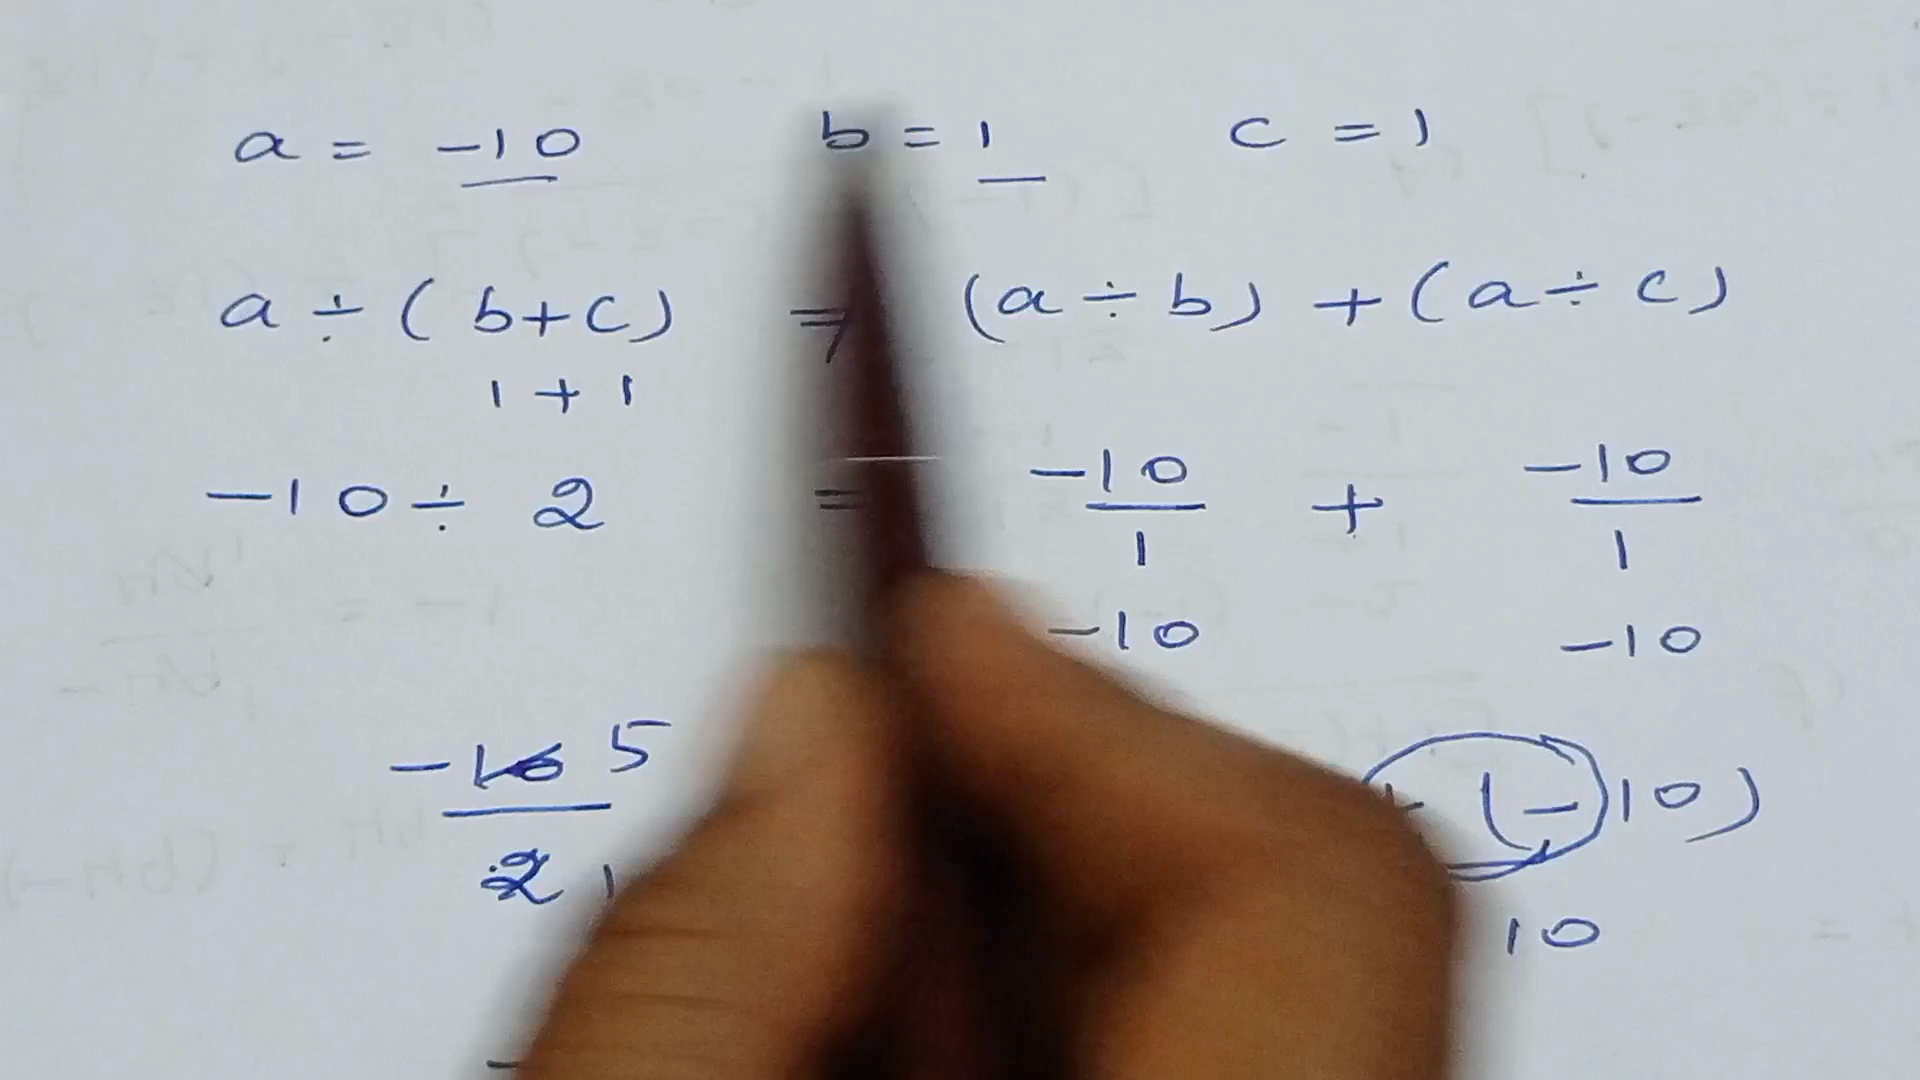 a = -10 b = 1 c = 1
a ÷ (b+c) ≠ (a ÷ b) + (a ÷ c)
1 + 1
-10 ÷ 2 = -10/1 + -10/1
-10 -10
-10 5 (-10)
2 1
10